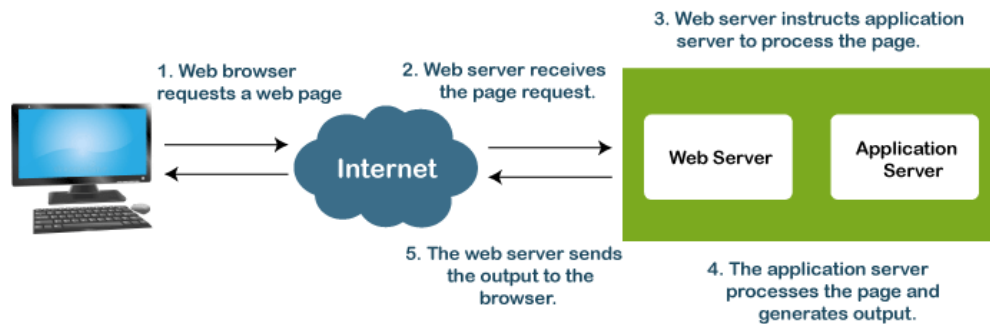 1. Web browser
requests a web page
2. Web server receives
the page request.
3. Web server instructs application
server to process the page.
Internet
Web Server
Application
Server
4. The application server
processes the page and
generates output.
5. The web server sends
the output to the
browser.